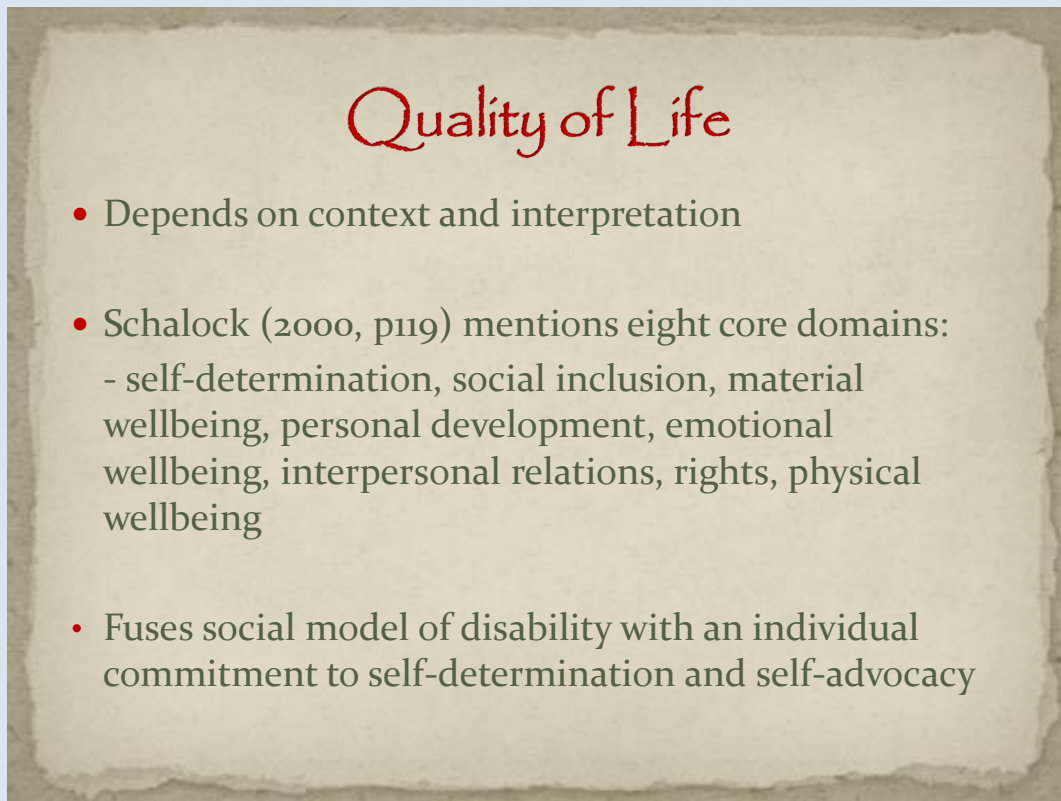 Quality of Life
• Depends on context and interpretation
• Schalock (2000, p119) mentions eight core domains:
- self-determination, social inclusion, material
wellbeing, personal development, emotional
wellbeing, interpersonal relations, rights, physical
wellbeing
• Fuses social model of disability with an individual
commitment to self-determination and self-advocacy